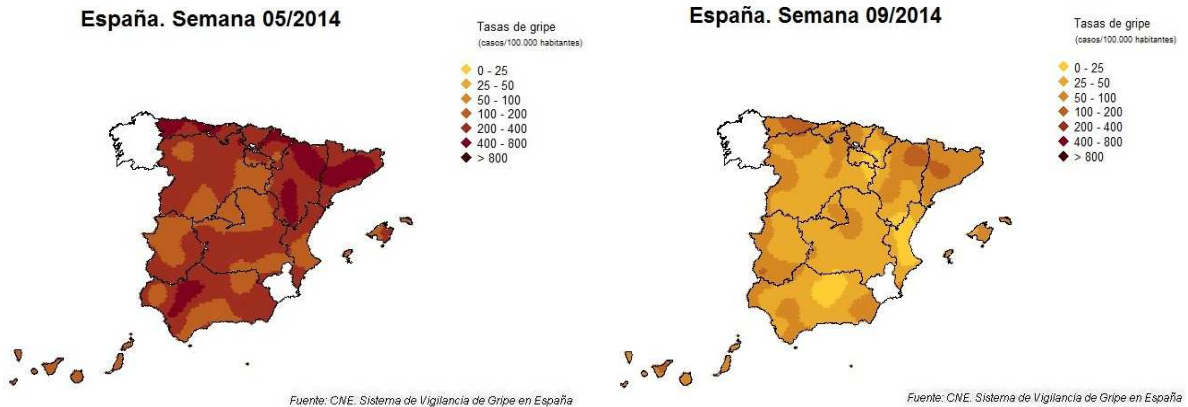 España. Semana 05/2014
Tasas de gripe
(casos/100.000 habitantes)
0 - 25
25 - 50
50 - 100
100 - 200
200 - 400
400 - 800
> 800
Fuente: CNE. Sistema de Vigilancia de Gripe en España
España. Semana 09/2014
Tasas de gripe
(casos/100.000 habitantes)
0 - 25
25 - 50
50 - 100
100 - 200
200 - 400
400 - 800
> 800
Fuente: CNE. Sistema de Vigilancia de Gripe en España